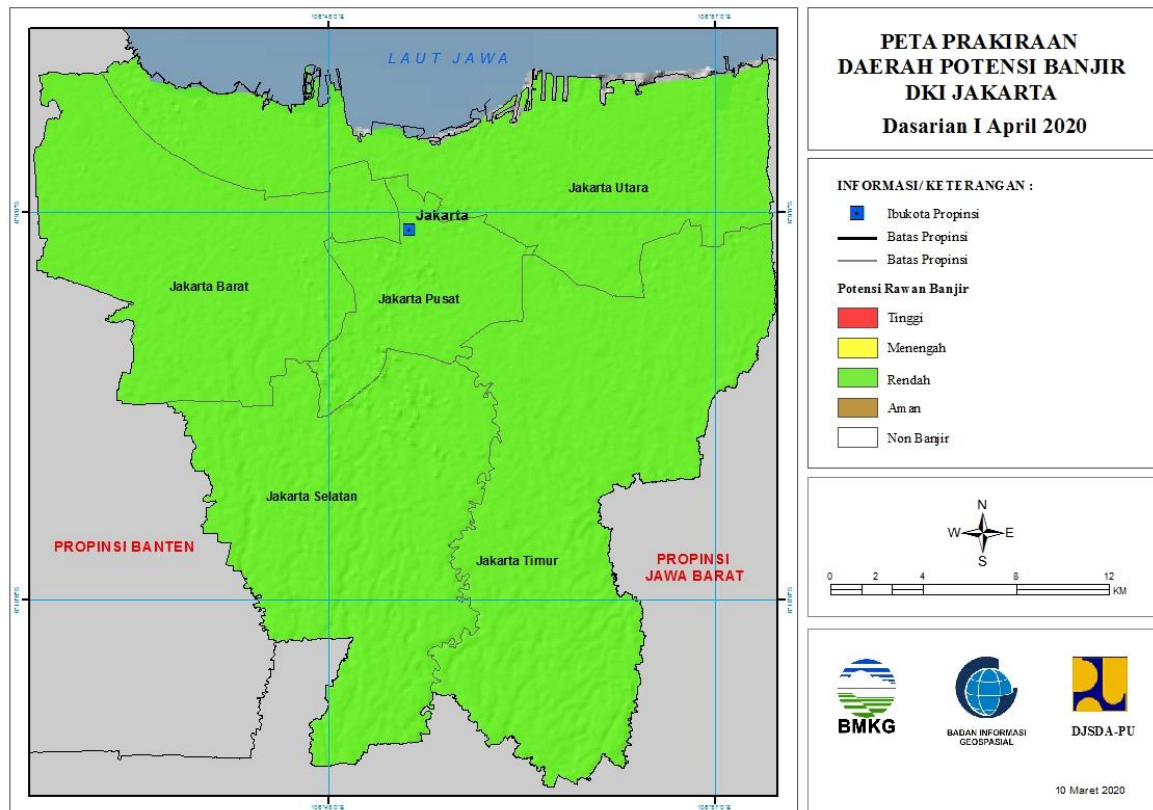 PETA PRAKIRAAN
DAERAH POTENSI BANJIR
DKI JAKARTA
Dasarian I April 2020
LAUT JAWA
Jakarta Utara
Jakarta
Jakarta Barat
Jakarta Pusat
Jakarta Selatan
Jakarta Timur
PROPINSI BANTEN
PROPINSI
JAWA BARAT
INFORMASI/ KETERANGAN :
Ibukota Propinsi
Batas Propinsi
Batas Propinsi
Potensi Rawan Banjir
Tinggi
Menengah
Rendah
Aman
Non Banjir
N
W E
S
0 2 4 8 12
KM
BMKG
BADAN INFORMASI
GEOSPASIAL
DJSDA-PU
10 Maret 2020